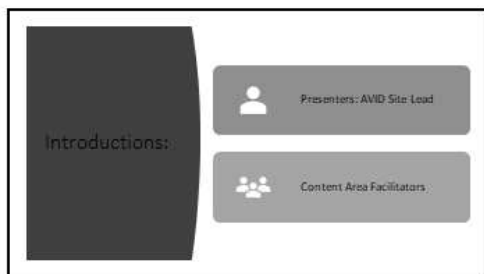 Introductions:
Presenters: AVID Site Lead
Content Area Facilitators